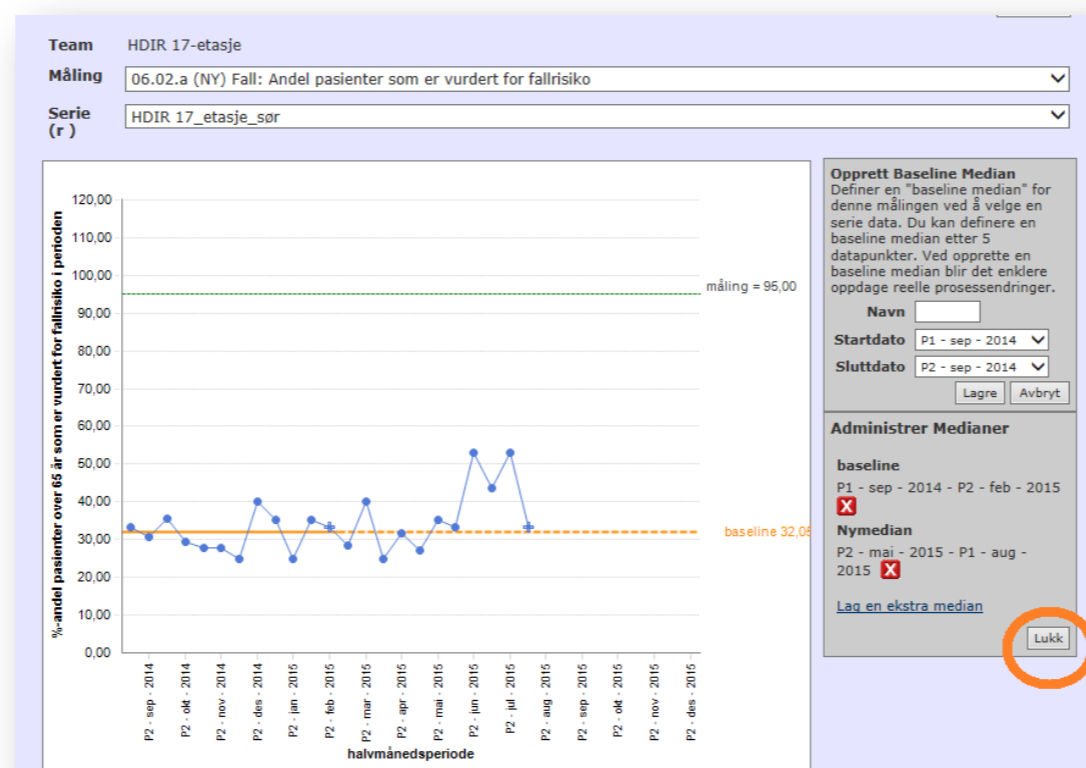 Team HDIR 17-etasje
Måling 06.02.a (NY) Fall: Andel pasienter som er vurdert for fallrisiko
Serie
(r ) HDIR 17_etasje_sør
%-andel pasienter over 65 år som er vurdert for fallrisiko i perioden
120,00
110,00
100,00
90,00
80,00
70,00
60,00
50,00
40,00
30,00
20,00
10,00
0,00
måling = 95,00
baseline 32,05
P2 - sep - 2014
P2 - okt - 2014
P2 - nov - 2014
P2 - des - 2014
P2 - jan - 2015
P2 - feb - 2015
P2 - mar - 2015
P2 - apr - 2015
P2 - mai - 2015
P2 - jun - 2015
P2 - jul - 2015
P2 - aug - 2015
P2 - sep - 2015
P2 - okt - 2015
P2 - nov - 2015
P2 - des - 2015
halvmånedsperiode
Opprett Baseline Median
Definer en "baseline median" for
denne målingen ved å velge en
serie data. Du kan definere en
baseline median etter 5
datapunkter. Ved opprette en
baseline median blir det enklere
oppdage reelle prosessendringer.
Navn
Startdato P1 - sep - 2014
Sluttdato P2 - sep - 2014
Lagre Avbryt
Administrer Medianer
baseline
P1 - sep - 2014 - P2 - feb - 2015
X
Nymedian
P2 - mai - 2015 - P1 - aug -
2015 X
Lag en ekstra median
Lukk